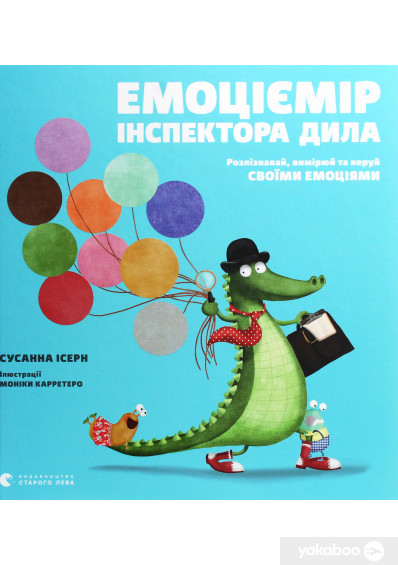 ЕМОЦІЄМІР
ІНСПЕКТОРА ДИЛА
Розпізнавай, вимірюй та керуй
СВОЇМИ ЕМОЦІЯМИ
СУСАННА ІСЕРН
Ілюстрації
МОНІКИ КАРРЕТЕРО
ВИДАВНИЦТВО
СТАРОГО ЛЕВА
yakaboo